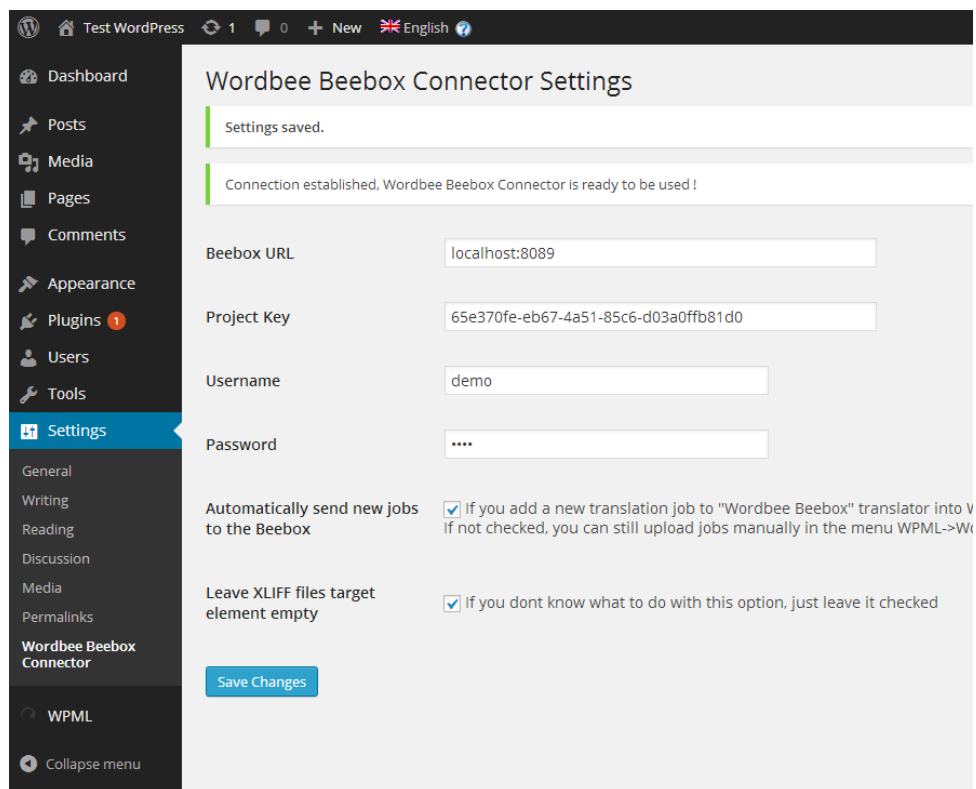 Test WordPress 1 0 + New English ?
Dashboard
Posts
Media
Pages
Comments
Appearance
Plugins 1
Users
Tools
Settings
General
Writing
Reading
Discussion
Media
Permalinks
Wordbee Beebox
Connector
WPML
Collapse menu
Wordbee Beebox Connector Settings
Settings saved.
Connection established, Wordbee Beebox Connector is ready to be used !
Beebox URL localhost:8089
Project Key 65e370fe-eb67-4a51-85c6-d03a0ffb81d0
Username demo
Password ••••
Automatically send new jobs
to the Beebox
If you add a new translation job to "Wordbee Beebox" translator into
If not checked, you can still upload jobs manually in the menu WPML->
Leave XLIFF files target
element empty
If you dont know what to do with this option, just leave it checked
Save Changes